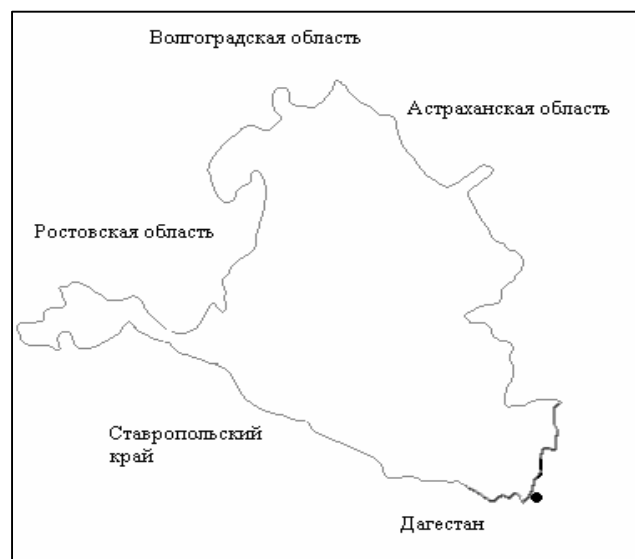 Волгоградская область
Астраханская область
Ростовская область
Ставропольский
край
Дагестан